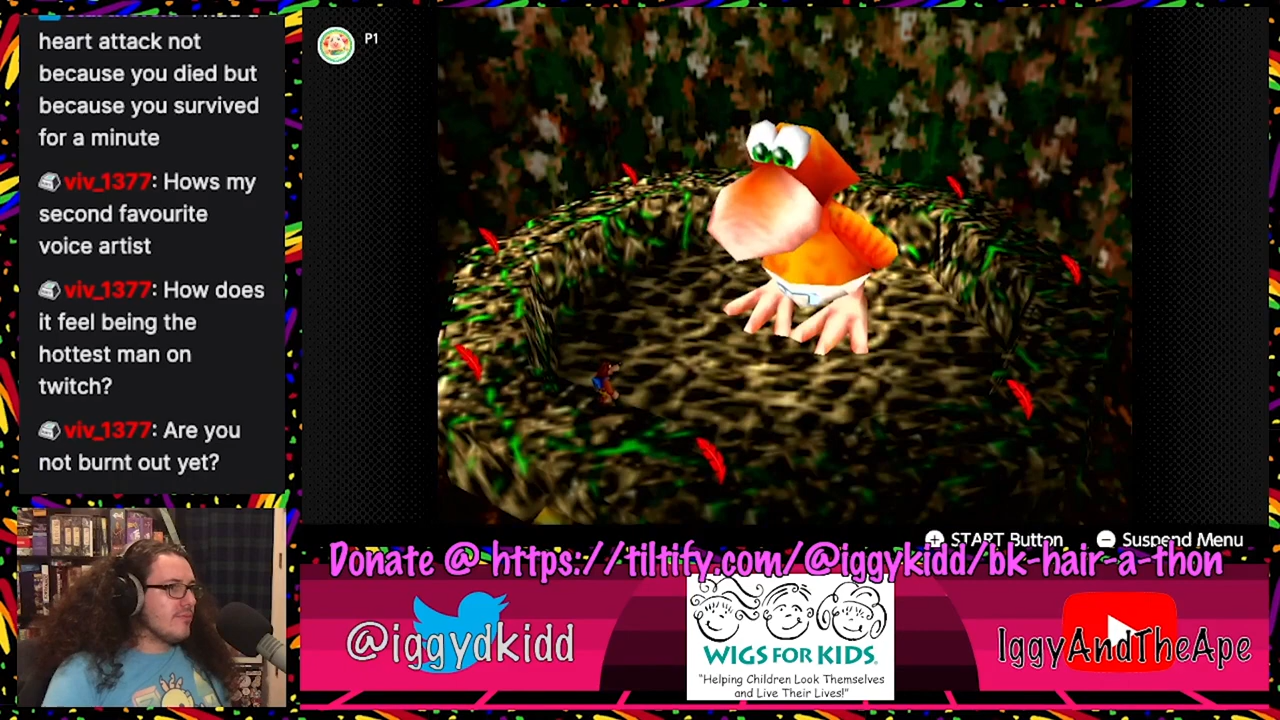 heart attack not
because you died but
because you survived
for a minute
viv_1377: Hows my
second favourite
voice artist
viv_1377: How does
it feel being the
hottest man on
twitch?
viv_1377: Are you
not burnt out yet?
P1
START Button
Suspend Menu
Donate @ https://tiltify.com/@iggykidd/bk-hair-a-thon
@iggydkidd
WIGS FOR KIDS.
"Helping Children Look Themselves
and Live Their Lives!"
IggyAndTheApe